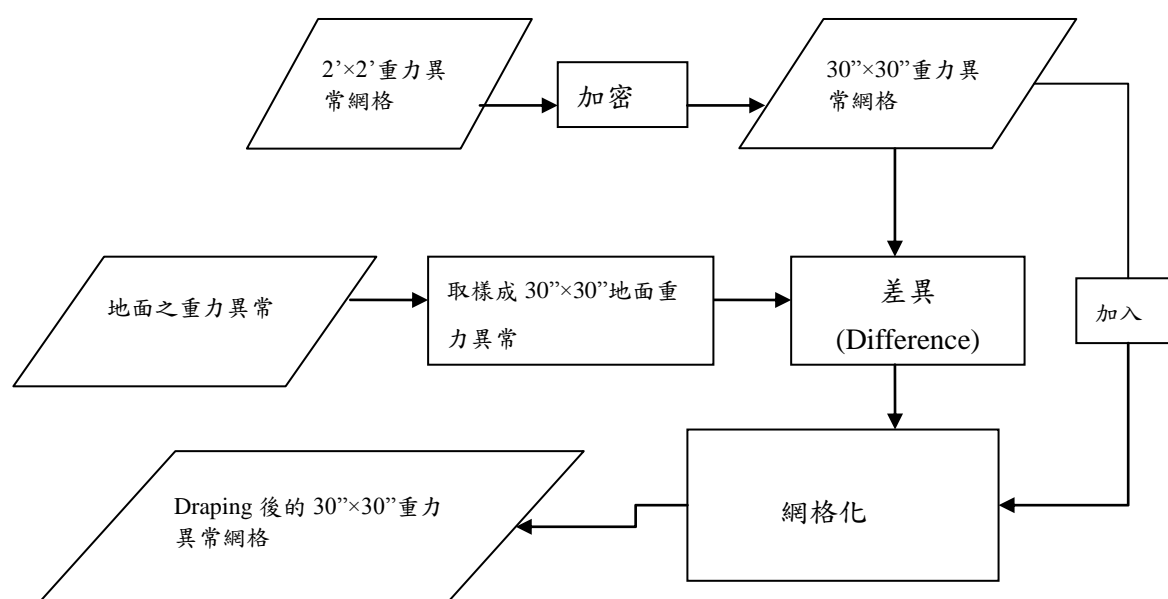 2’×2’重力異
常網格
加密
30”×30”重力異
常網格
地面之重力異常
取樣成 30”×30”地面重
力異常
差異
(Difference)
加入
網格化
Draping 後的 30”×30”重力
異常網格